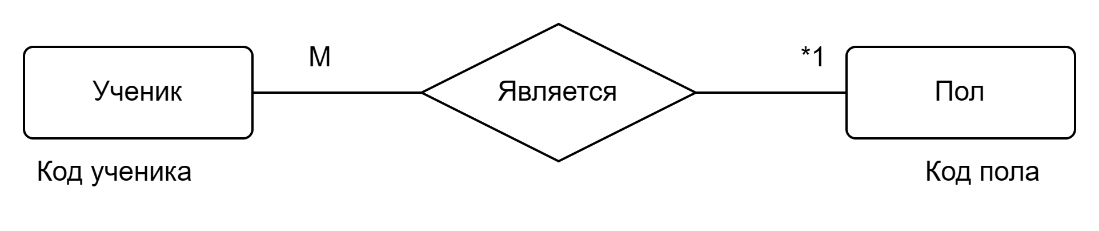 М
*1
Ученик
Является
Пол
Код ученика
Код пола